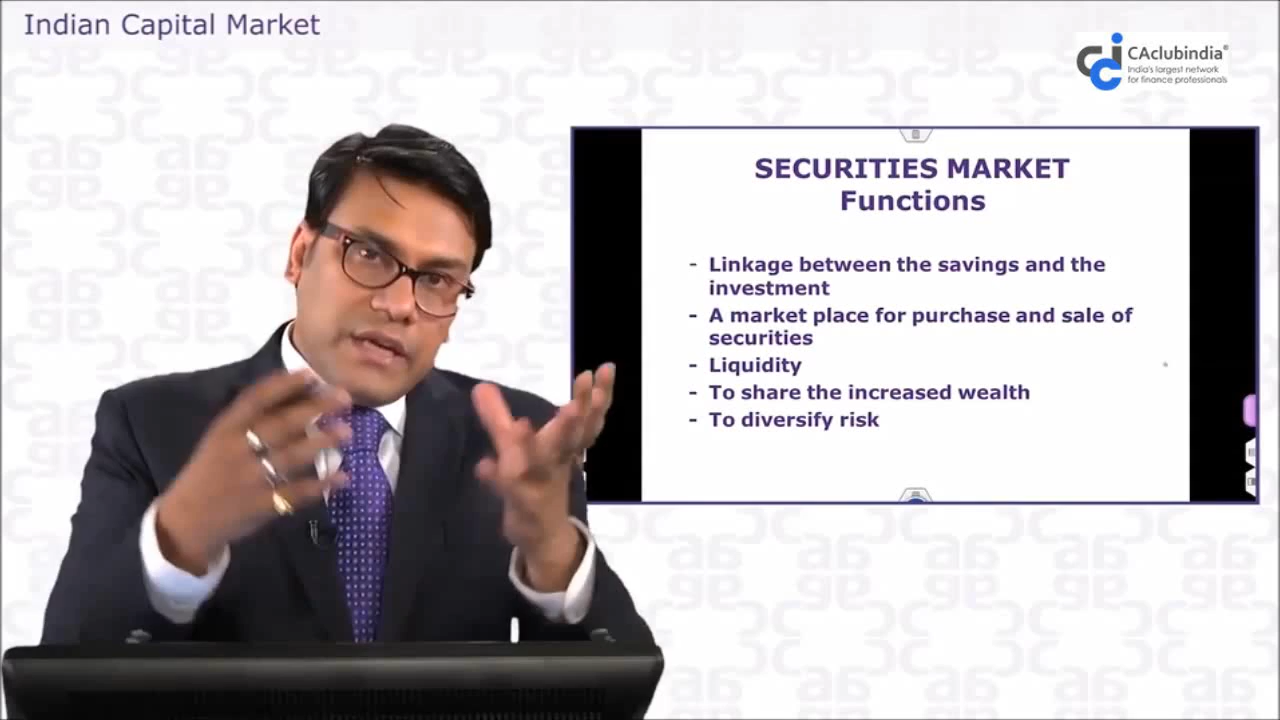 Indian Capital Market
CAclubindia®
India's largest network
for finance professionals
SECURITIES MARKET
Functions
- Linkage between the savings and the
investment
- A market place for purchase and sale of
securities
- Liquidity
- To share the increased wealth
- To diversify risk